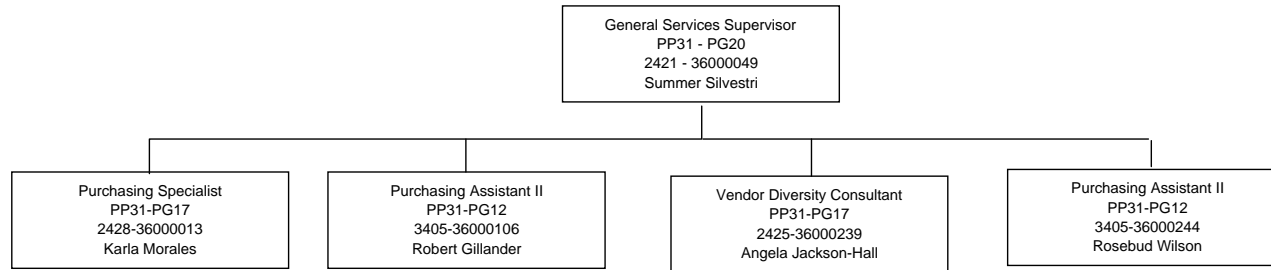 General Services Supervisor
PP31 - PG20
2421 - 36000049
Summer Silvestri
Purchasing Specialist
PP31-PG17
2428-36000013
Karla Morales
Purchasing Assistant II
PP31-PG12
3405-36000106
Robert Gillander
Vendor Diversity Consultant
PP31-PG17
2425-36000239
Angela Jackson-Hall
Purchasing Assistant II
PP31-PG12
3405-36000244
Rosebud Wilson